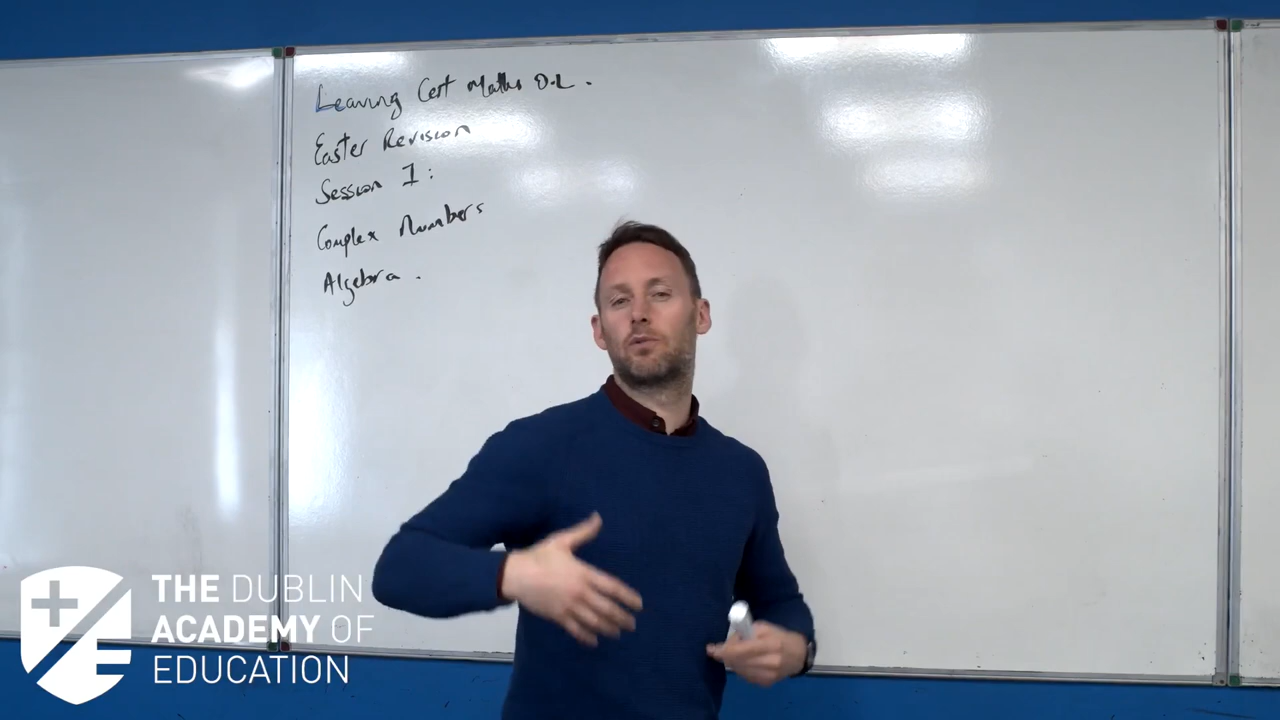 Leaving Cert Maths O.L.
Easter Revision
Session 1:
Complex Numbers
Algebra.
THE DUBLIN
ACADEMY OF
EDUCATION